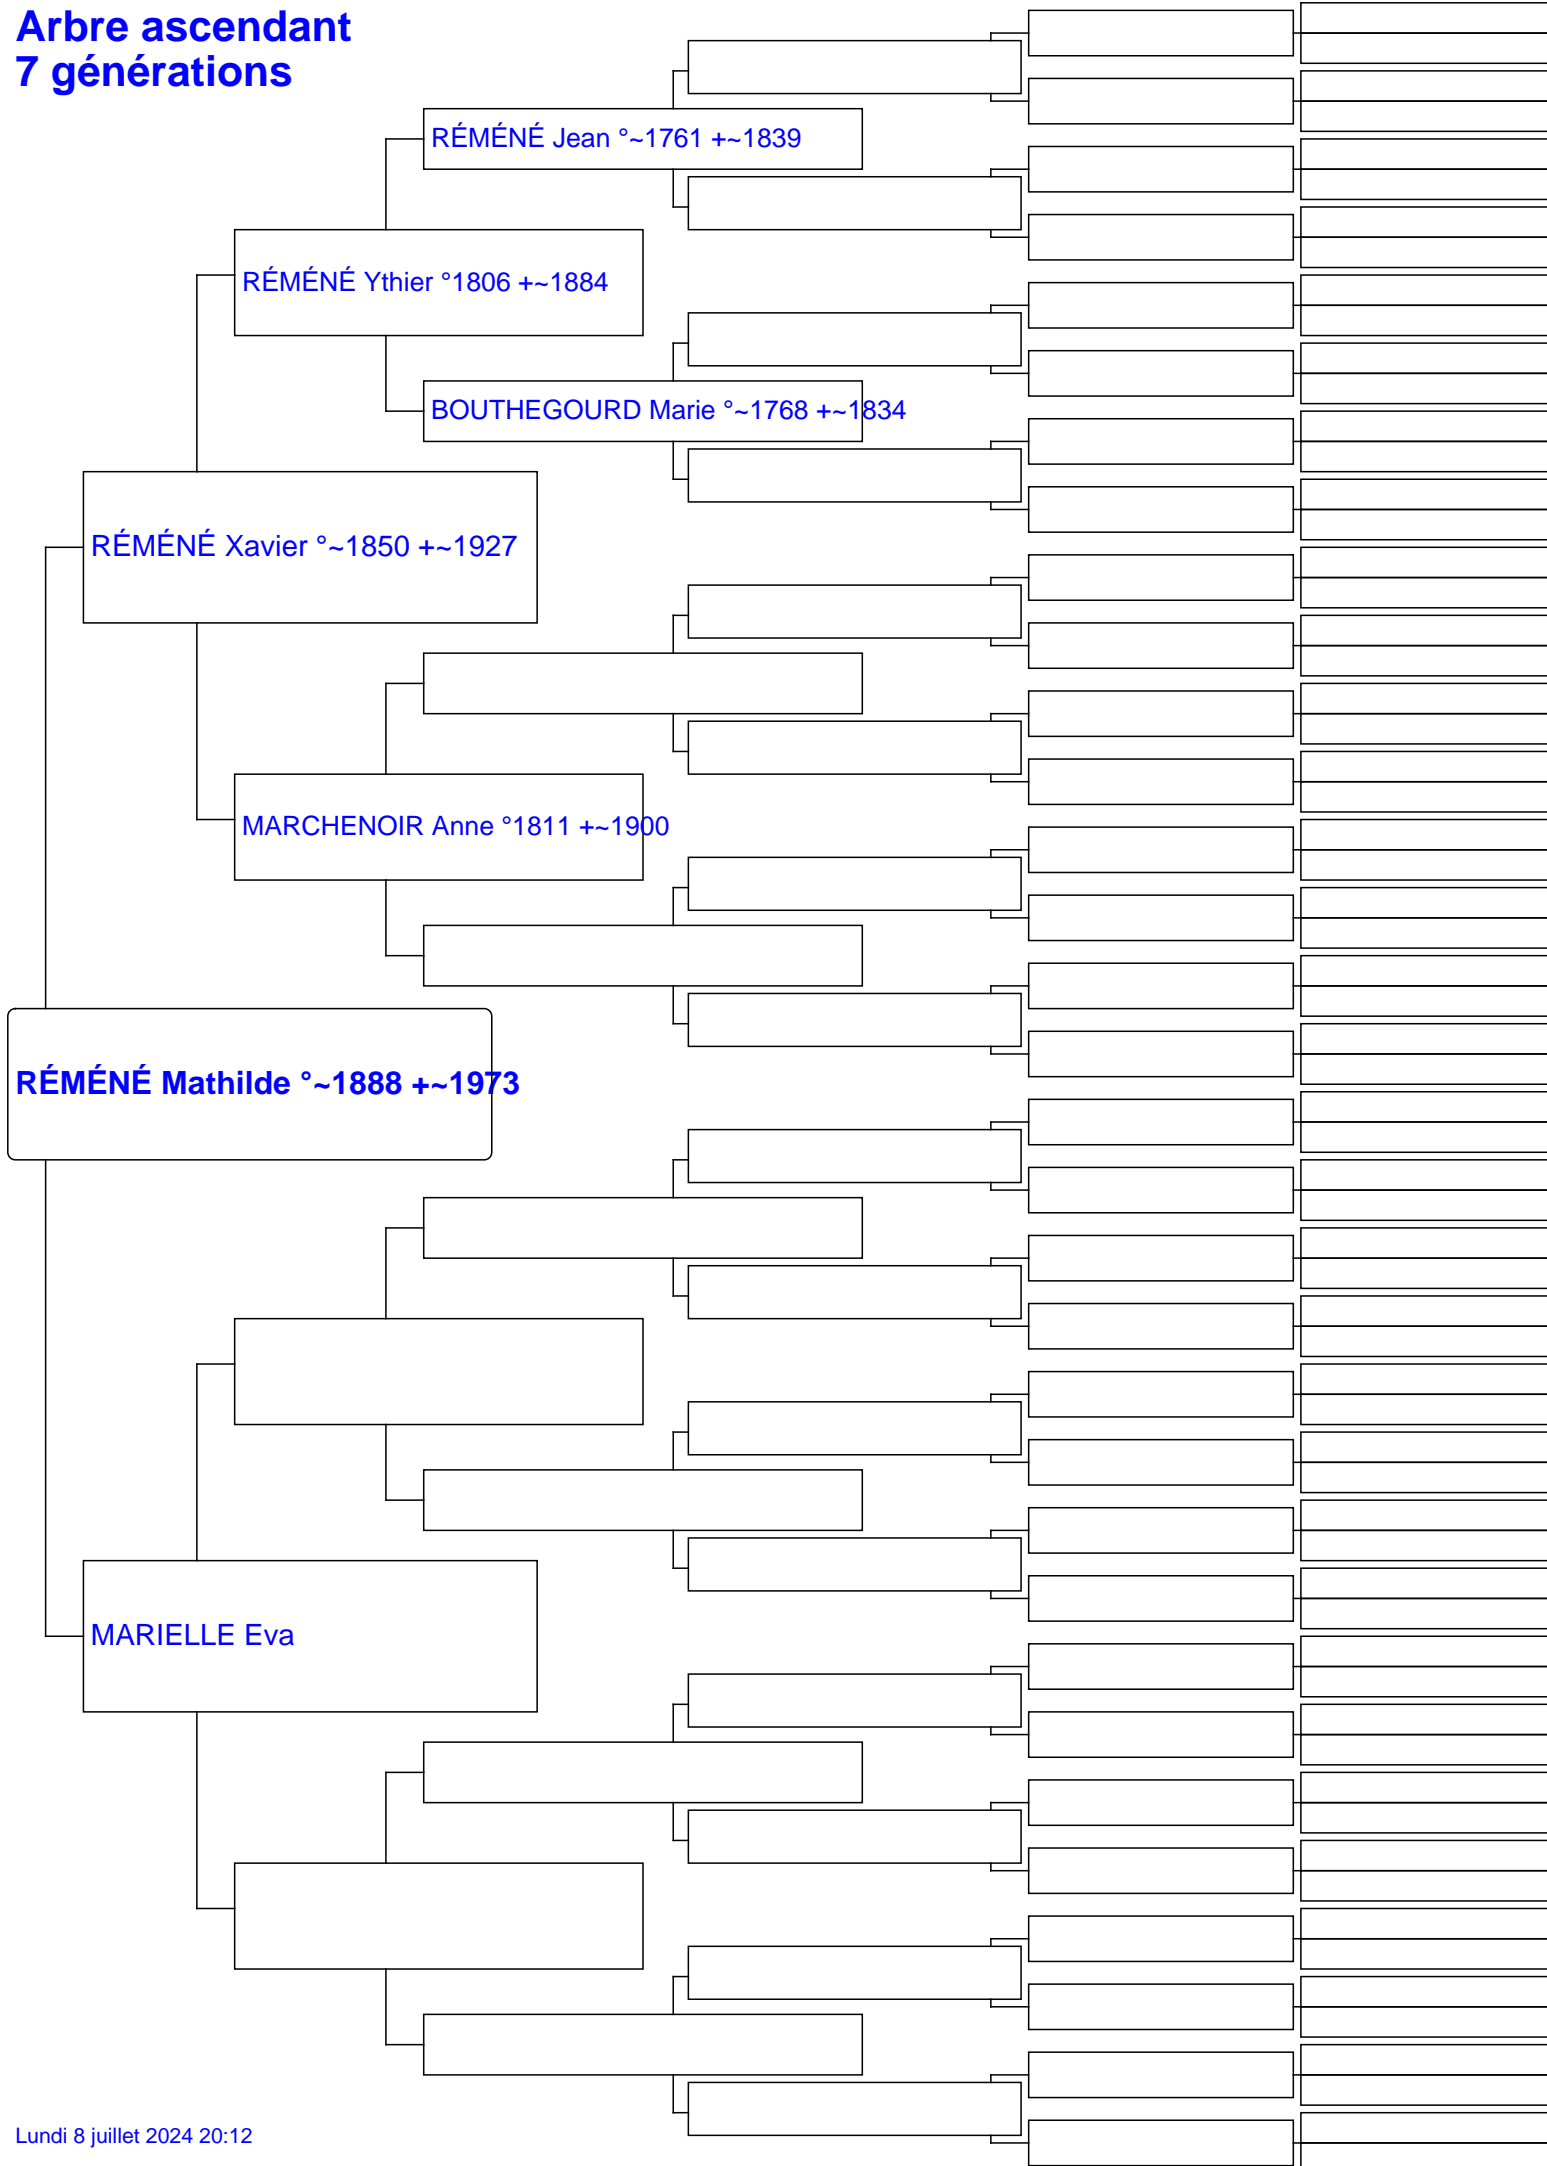 Arbre ascendant
7 générations
RÉMÉNÉ Jean °~1761 +~1839
RÉMÉNÉ Ythier °1806 +~1884
BOUTHEGOURD Marie °~1768 +~1834
RÉMÉNÉ Xavier °~1850 +~1927
MARCHENOIR Anne °1811 +~1900
RÉMÉNÉ Mathilde °~1888 +~1973
MARIELLE Eva
Lundi 8 juillet 2024 20:12